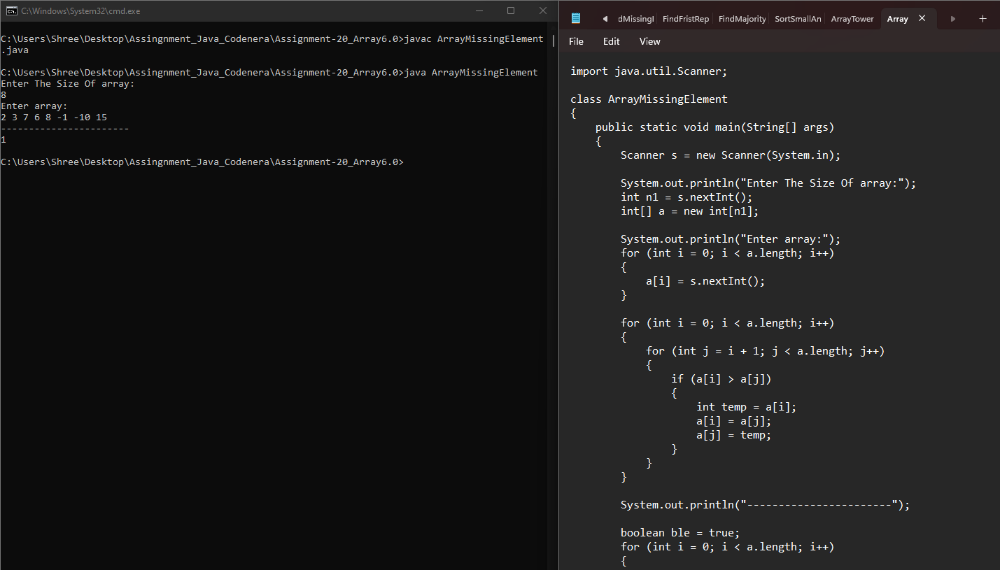 C:\Windows\System32\cmd.exe
C:\Users\Shree\Desktop\Assingnment_Java_Codenera\Assignment-20_Array6.0>javac ArrayMissingElement
.java
C:\Users\Shree\Desktop\Assingnment_Java_Codenera\Assignment-20_Array6.0>java ArrayMissingElement
Enter The Size Of array:
8
Enter array:
2 3 7 6 8 -1 -10 15
-----------------------
1
C:\Users\Shree\Desktop\Assingnment_Java_Codenera\Assignment-20_Array6.0>
dMissingI FindFristRep FindMajority SortSmallAn ArrayTower Array
File Edit View
import java.util.Scanner;
class ArrayMissingElement
{
public static void main(String[] args)
{
Scanner s = new Scanner(System.in);
System.out.println("Enter The Size Of array:");
int n1 = s.nextInt();
int[] a = new int[n1];
System.out.println("Enter array:");
for (int i = 0; i < a.length; i++)
{
a[i] = s.nextInt();
}
for (int i = 0; i < a.length; i++)
{
for (int j = i + 1; j < a.length; j++)
{
if (a[i] > a[j])
{
int temp = a[i];
a[i] = a[j];
a[j] = temp;
}
}
}
System.out.println("-----------------------");
boolean ble = true;
for (int i = 0; i < a.length; i++)
{